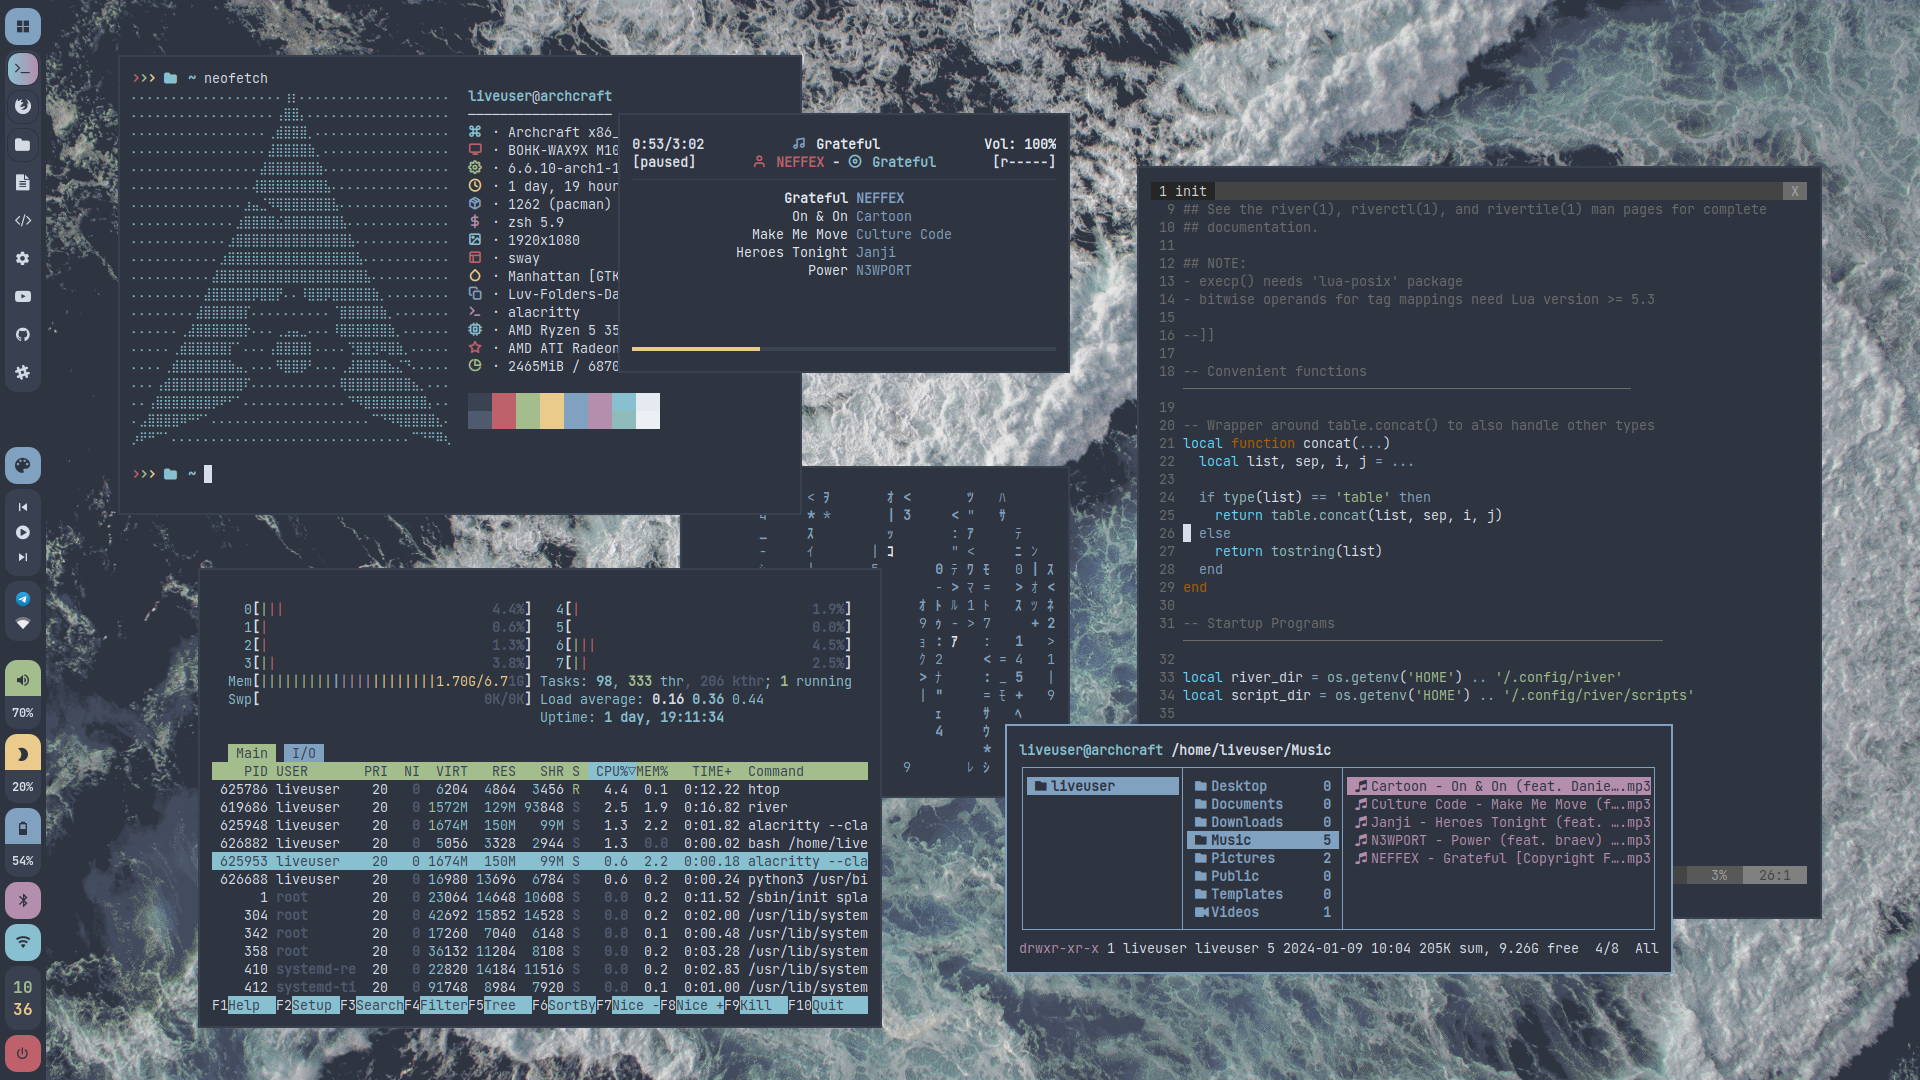 ››› ~ neofetch
liveuser@archcraft
· Archcraft x86_
· BOHK-WAX9X M10
· 6.6.10-arch1-1
· 1 day, 19 hour
· 1262 (pacman)
· zsh 5.9
· 1920x1080
· sway
· Manhattan [GTK
· Luv-Folders-Da
· alacritty
· AMD Ryzen 5 35
· AMD ATI Radeon
· 2465MiB / 6870
››› ~
0:53/3:02 Grateful Vol: 100%
[paused] NEFFEX - Grateful [r-----]
Grateful NEFFEX
On & On Cartoon
Make Me Move Culture Code
Heroes Tonight Janji
Power N3WPORT
1 init X
9 ## See the river(1), riverctl(1), and rivertile(1) man pages for complete
10 ## documentation.
11
12 ## NOTE:
13 - execp() needs 'lua-posix' package
14 - bitwise operands for tag mappings need Lua version >= 5.3
15
16 --]]
17
18 -- Convenient functions
19
20 -- Wrapper around table.concat() to also handle other types
21 local function concat(...)
22 local list, sep, i, j = ...
23
24 if type(list) == 'table' then
25 return table.concat(list, sep, i, j)
26 else
27 return tostring(list)
28 end
29 end
30
31 -- Startup Programs
32
33 local river_dir = os.getenv('HOME') .. '/.config/river'
34 local script_dir = os.getenv('HOME') .. '/.config/river/scripts'
35
3% 26:1
0[||| 4.4%] 4[| 1.9%]
1[| 0.6%] 5[ 0.0%]
2[| 1.3%] 6[||| 4.5%]
3[|| 3.8%] 7[|| 2.5%]
Mem[||||||||||||||||||||||1.70G/6.71G] Tasks: 98, 333 thr, 206 kthr; 1 running
Swp[ 0K/0K] Load average: 0.16 0.36 0.44
Uptime: 1 day, 19:11:34
Main I/O
PID USER PRI NI VIRT RES SHR S CPU%▽MEM% TIME+ Command
625786 liveuser 20 0 6204 4864 3456 R 4.4 0.1 0:12.22 htop
619686 liveuser 20 0 1572M 129M 93848 S 2.5 1.9 0:16.82 river
625948 liveuser 20 0 1674M 150M 99M S 1.3 2.2 0:01.82 alacritty --cla
626882 liveuser 20 0 5056 3328 2944 S 1.3 0.0 0:00.02 bash /home/live
625953 liveuser 20 0 1674M 150M 99M S 0.6 2.2 0:00.18 alacritty --cla
626688 liveuser 20 0 16980 13696 6784 S 0.6 0.2 0:00.24 python3 /usr/bi
1 root 20 0 23064 14648 10608 S 0.0 0.2 0:11.52 /sbin/init spla
304 root 20 0 42692 15852 14528 S 0.0 0.2 0:02.00 /usr/lib/system
342 root 20 0 17260 7040 6148 S 0.0 0.1 0:00.48 /usr/lib/system
358 root 20 0 36132 11204 8108 S 0.0 0.2 0:03.28 /usr/lib/system
410 systemd-re 20 0 22820 14184 11516 S 0.0 0.2 0:02.83 /usr/lib/system
412 systemd-ti 20 0 91748 8984 7920 S 0.0 0.1 0:01.00 /usr/lib/system
F1Help F2Setup F3SearchF4FilterF5Tree F6SortByF7Nice -F8Nice +F9Kill F10Quit
liveuser@archcraft /home/liveuser/Music
liveuser
Desktop 0
Documents 0
Downloads 0
Music 5
Pictures 2
Public 0
Templates 0
Videos 1
Cartoon - On & On (feat. Danie….mp3
Culture Code - Make Me Move (f….mp3
Janji - Heroes Tonight (feat. ….mp3
N3WPORT - Power (feat. braev) ….mp3
NEFFEX - Grateful [Copyright F….mp3
drwxr-xr-x 1 liveuser liveuser 5 2024-01-09 10:04 205K sum, 9.26G free 4/8 All
70%
20%
54%
10
36